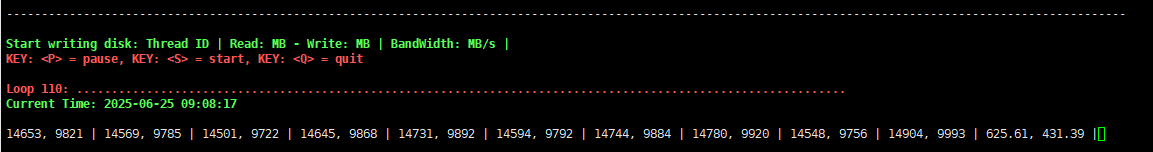 --------------------------------------------------------------------------------------------------------------------------------------------------------------------
Start writing disk: Thread ID | Read: MB - Write: MB | BandWidth: MB/s |
KEY: <P> = pause, KEY: <S> = start, KEY: <Q> = quit
Loop 110: ..............................................................................................................
Current Time: 2025-06-25 09:08:17
14653, 9821 | 14569, 9785 | 14501, 9722 | 14645, 9868 | 14731, 9892 | 14594, 9792 | 14744, 9884 | 14780, 9920 | 14548, 9756 | 14904, 9993 | 625.61, 431.39 |